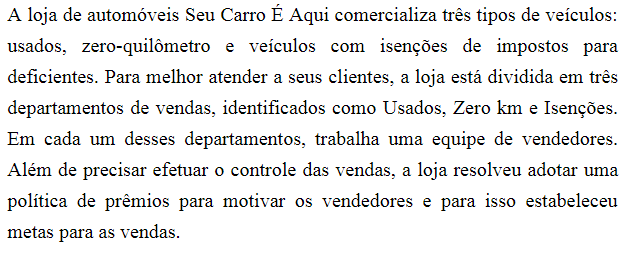 A loja de automóveis Seu Carro É Aqui comercializa três tipos de veículos:
usados, zero-quilômetro e veículos com isenções de impostos para
deficientes. Para melhor atender a seus clientes, a loja está dividida em três
departamentos de vendas, identificados como Usados, Zero km e Isenções.
Em cada um desses departamentos, trabalha uma equipe de vendedores.
Além de precisar efetuar o controle das vendas, a loja resolveu adotar uma
política de prêmios para motivar os vendedores e para isso estabeleceu
metas para as vendas.